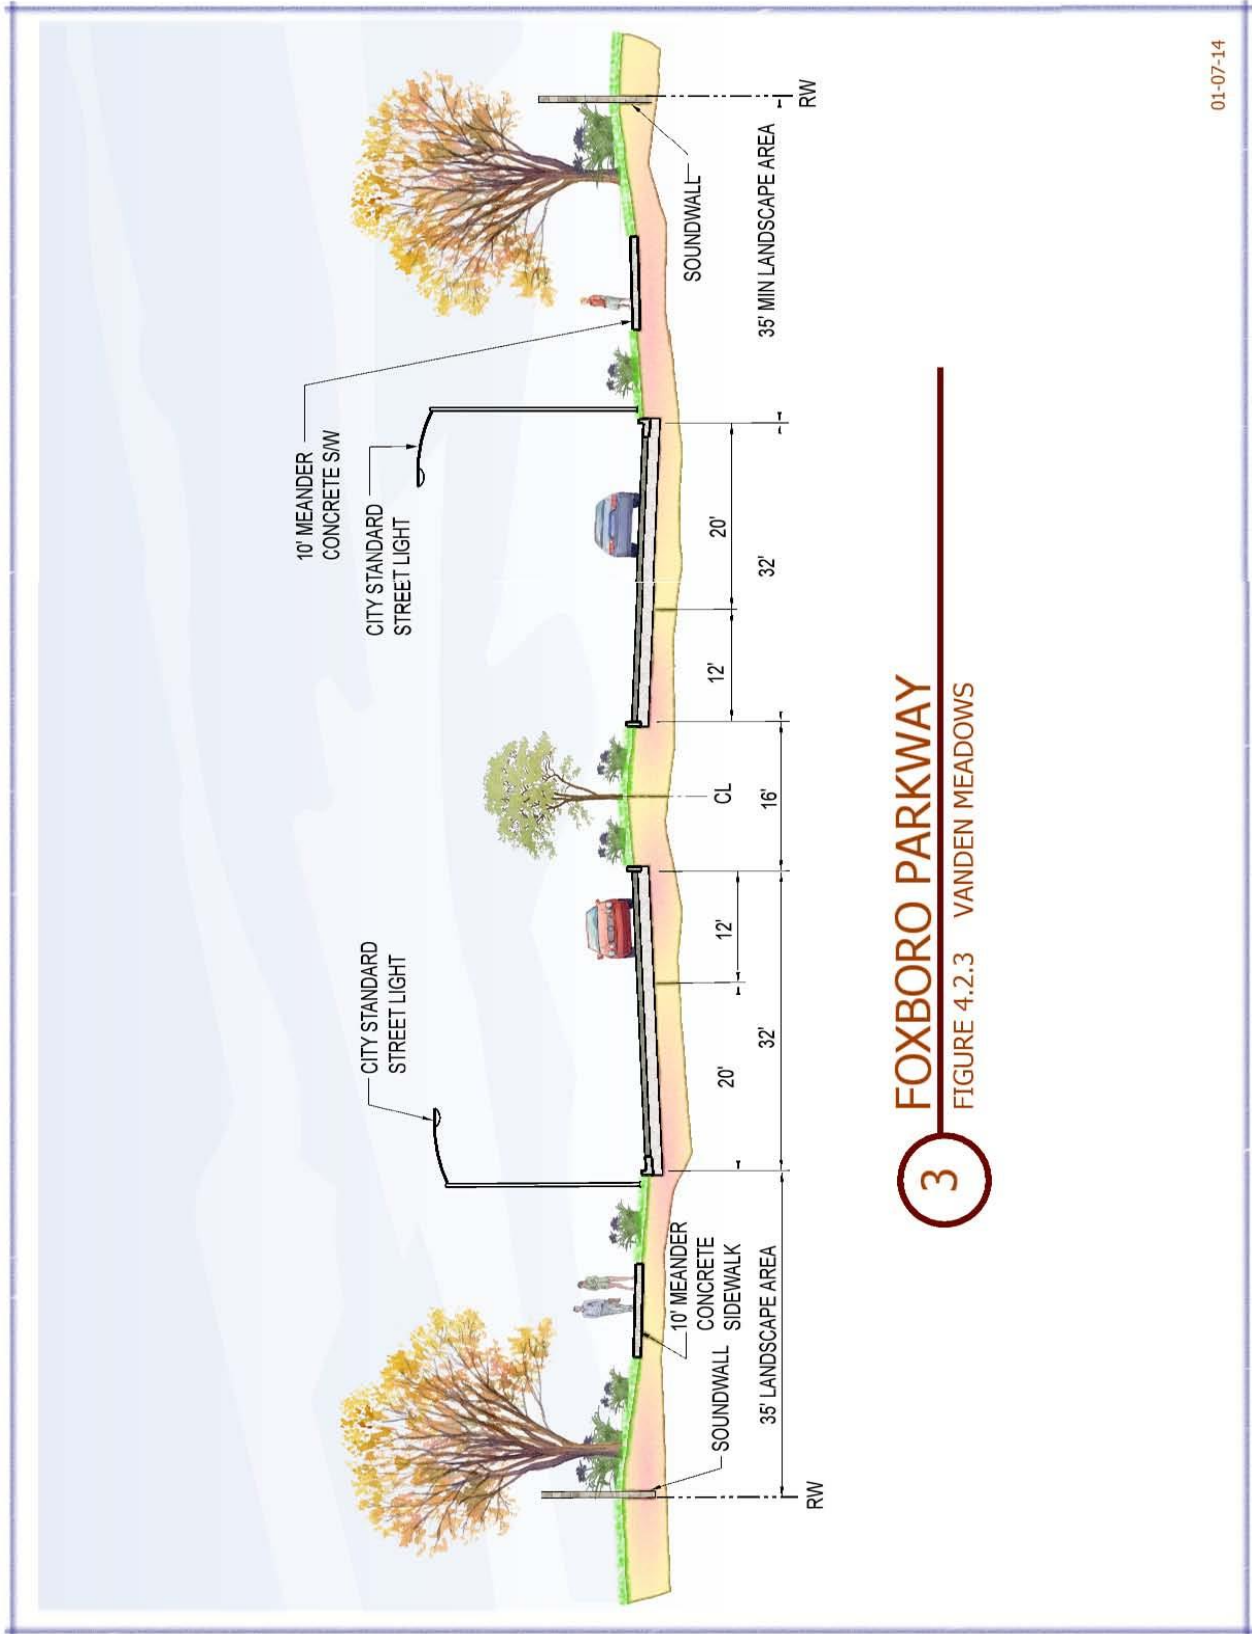 10' MEANDER
CONCRETE S/W
CITY STANDARD
STREET LIGHT
CITY STANDARD
STREET LIGHT
10' MEANDER
CONCRETE
SIDEWALK
SOUNDWALL
SOUNDWALL
20'
12'
CL
12'
20'
35' LANDSCAPE AREA
32'
16'
32'
35' MIN LANDSCAPE AREA
RW
RW
3
FOXBORO PARKWAY
FIGURE 4.2.3 VANDEN MEADOWS
01-07-14